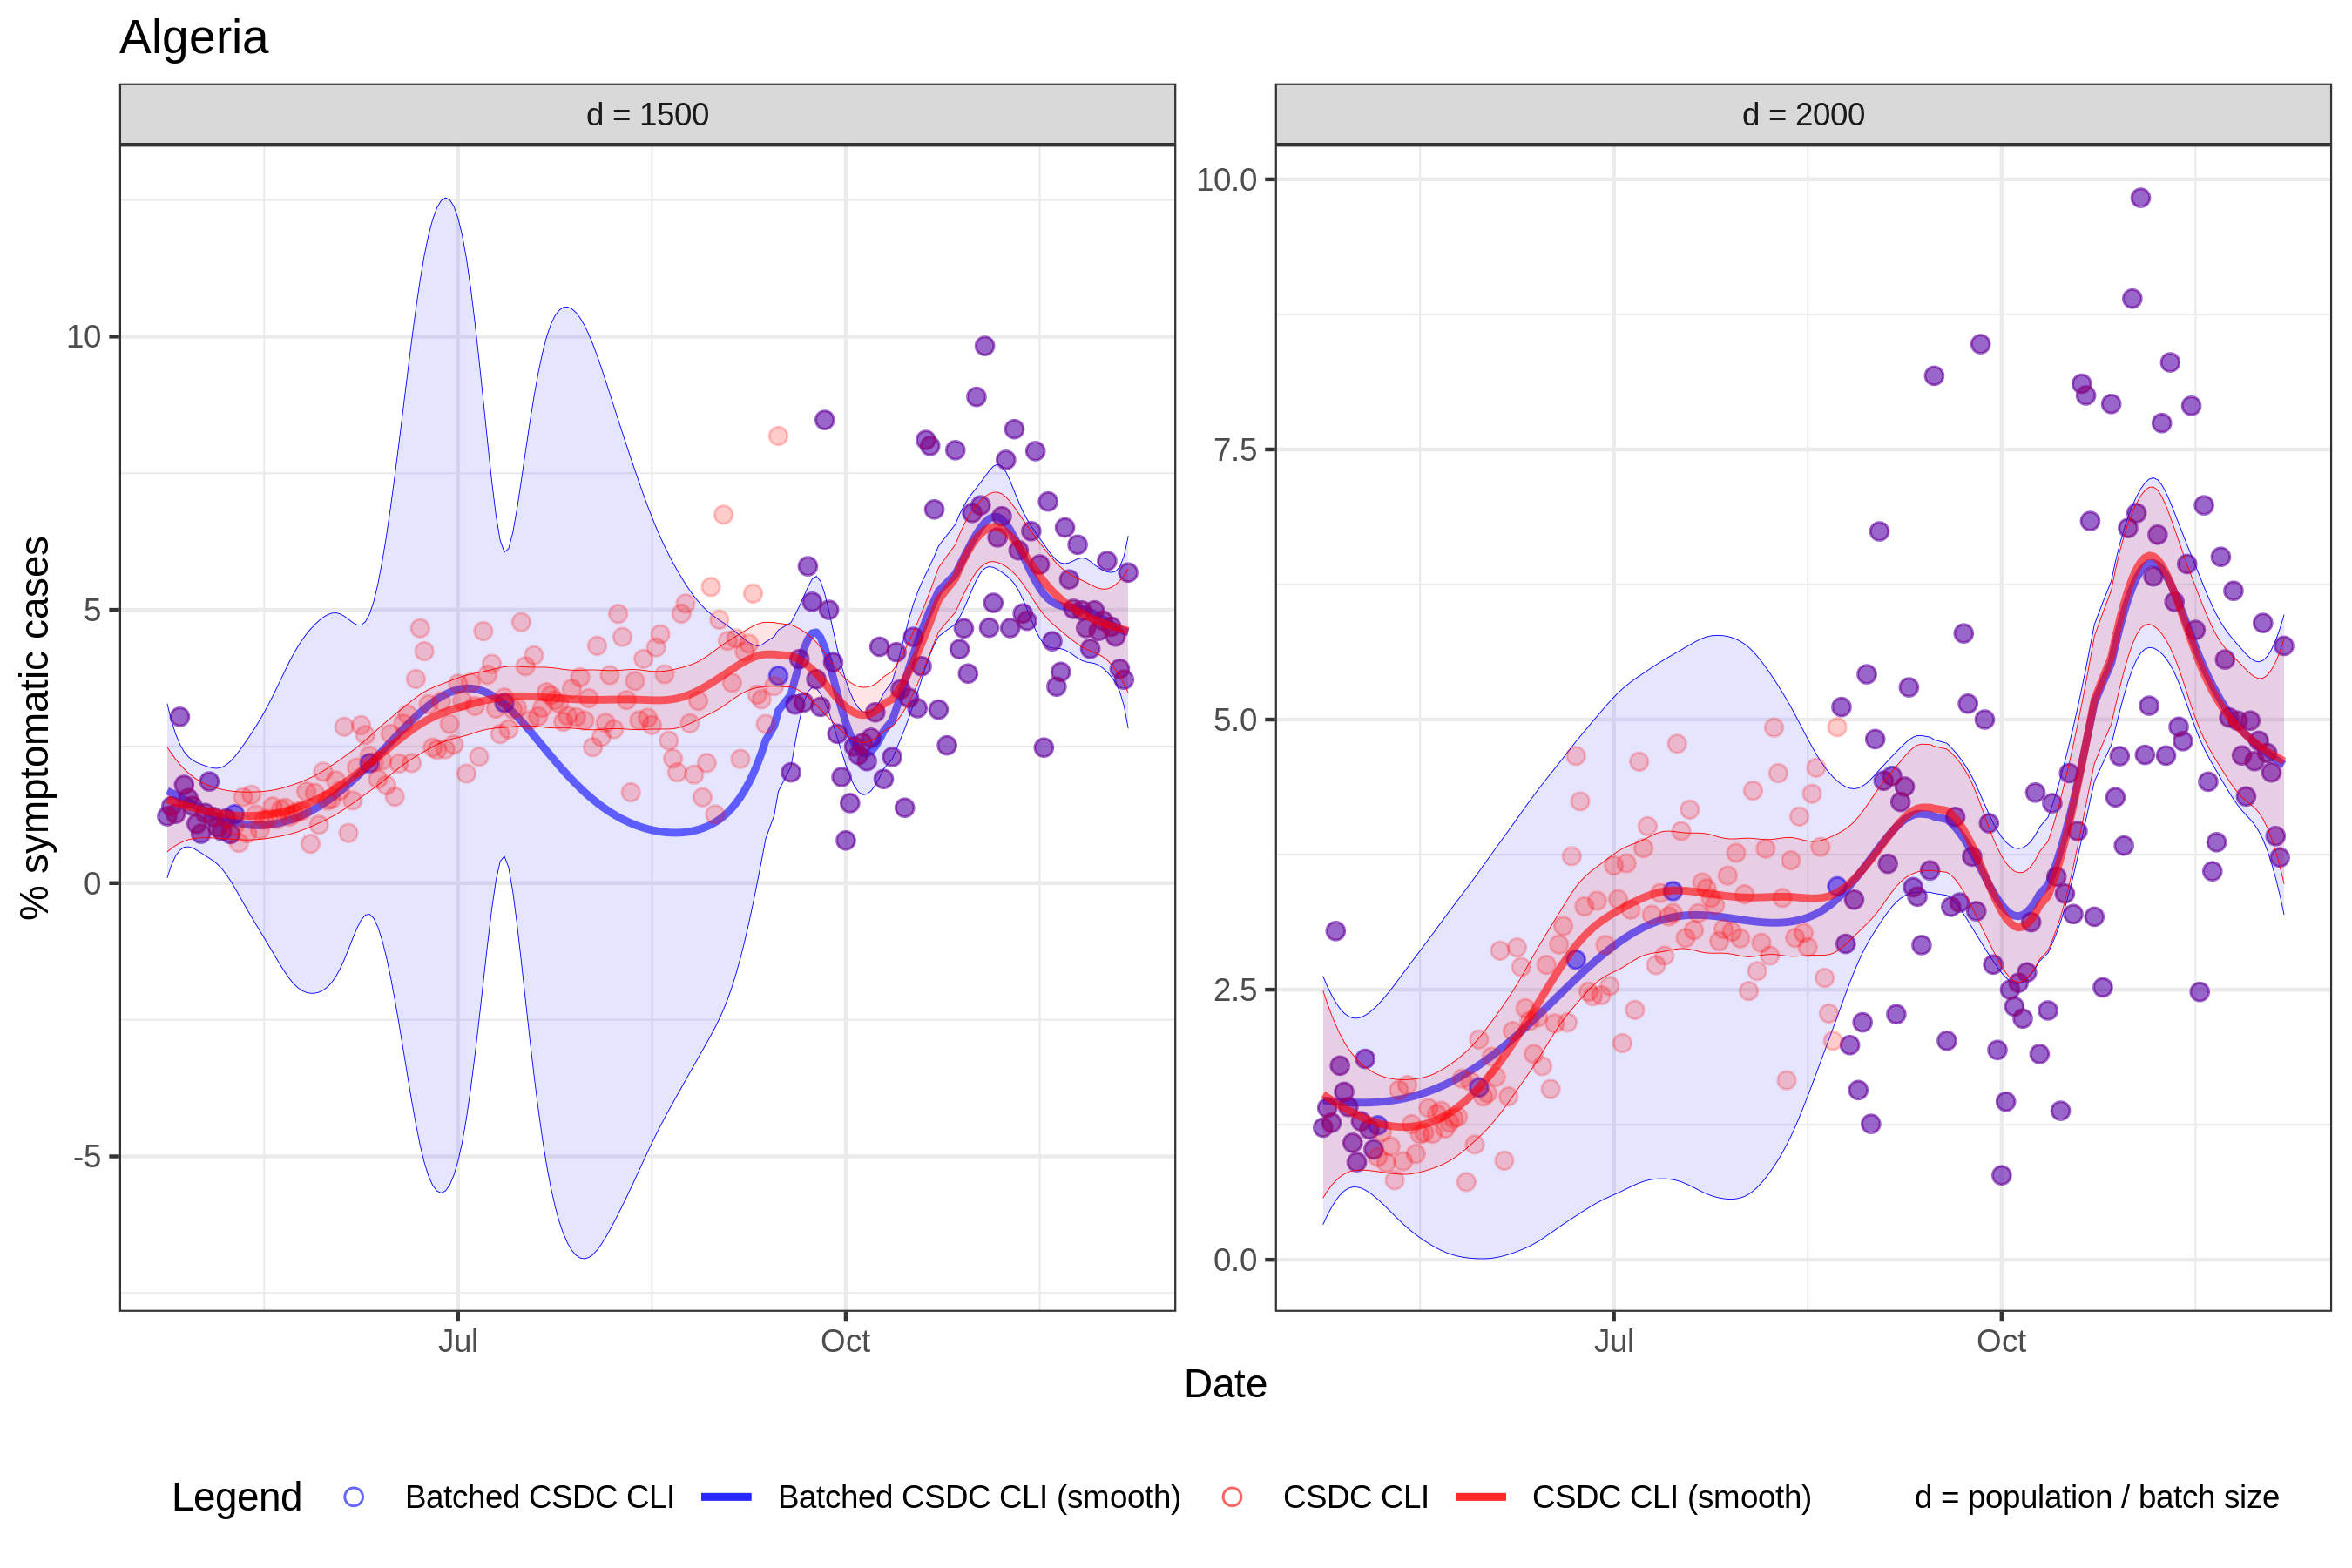 Algeria
d = 1500
d = 2000
% symptomatic cases
10
5
0
-5
10.0
7.5
5.0
2.5
0.0
Jul
Oct
Jul
Oct
Date
Legend
Batched CSDC CLI
Batched CSDC CLI (smooth)
CSDC CLI
CSDC CLI (smooth)
d = population / batch size